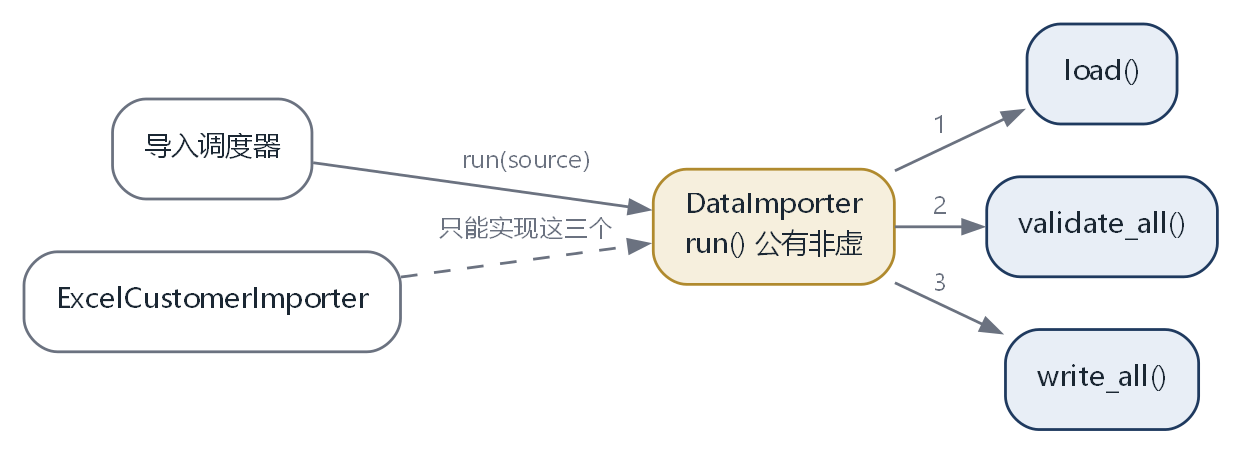 导入调度器
run(source)
只能实现这三个
ExcelCustomerImporter
DataImporter
run() 公有非虚
1
load()
2
validate_all()
3
write_all()